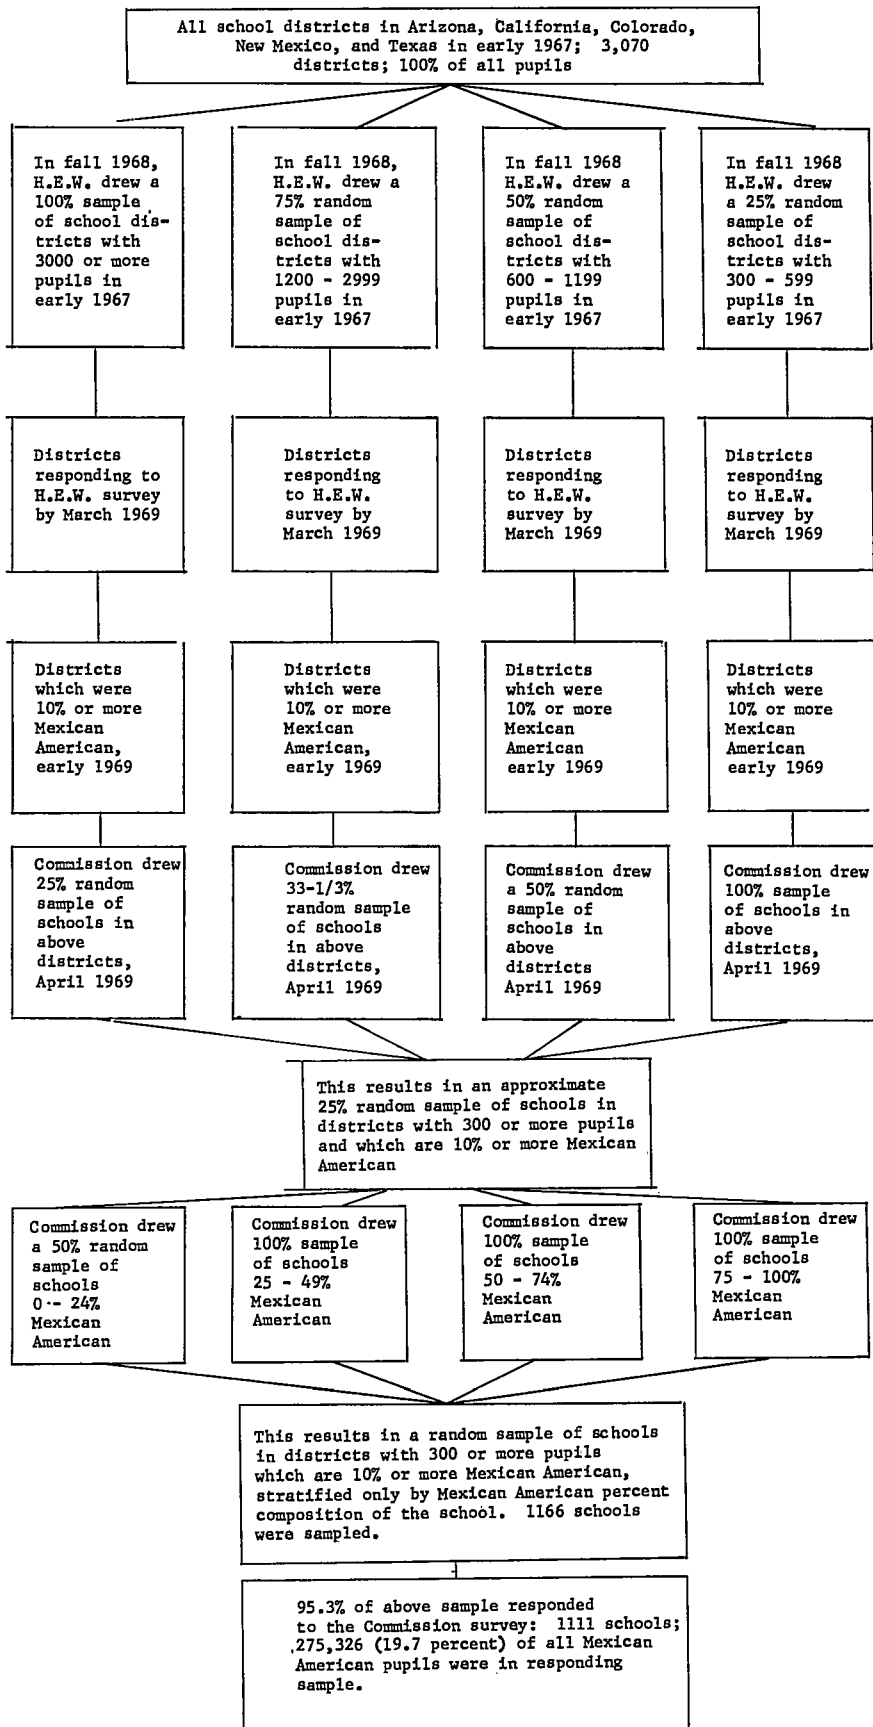 All school districts in Arizona, California, Colorado,
New Mexico, and Texas in early 1967; 3,070
districts; 100% of all pupils
In fall 1968,
H.E.W. drew a
100% sample
of school dis-
tricts with
3000 or more
pupils in
early 1967
In fall 1968,
H.E.W. drew a
75% random
sample of
school dis-
tricts with
1200 - 2999
pupils in
early 1967
In fall 1968
H.E.W. drew a
50% random
sample of
school dis-
tricts with
600 - 1199
pupils in
early 1967
In fall 1968
H.E.W. drew
a 25% random
sample of
school dis-
tricts with
300 - 599
pupils in
early 1967
Districts
responding to
H.E.W. survey
by March 1969
Districts
responding
to H.E.W.
survey by
March 1969
Districts
responding
to H.E.W.
survey by
March 1969
Districts
responding
to H.E.W.
survey by
March 1969
Districts
which were
10% or more
Mexican
American,
early 1969
Districts
which were
10% or more
Mexican
American,
early 1969
Districts
which were
10% or more
Mexican
American
early 1969
Districts
which were
10% or more
Mexican
American
early 1969
Commission drew
25% random
sample of
schools in
above
districts,
April 1969
Commission drew
33-1/3%
random sample
of schools
in above
districts,
April 1969
Commission drew
a 50% random
sample of
schools in
above
districts
April 1969
Commission drew
100% sample
of schools in
above
districts,
April 1969
This results in an approximate
25% random sample of schools in
districts with 300 or more pupils
and which are 10% or more Mexican
American
Commission drew
a 50% random
sample of
schools
0 - 24%
Mexican
American
Commission drew
100% sample
of schools
25 - 49%
Mexican
American
Commission drew
100% sample
of schools
50 - 74%
Mexican
American
Commission drew
100% sample
of schools
75 - 100%
Mexican
American
This results in a random sample of schools
in districts with 300 or more pupils
which are 10% or more Mexican American,
stratified only by Mexican American percent
composition of the school. 1166 schools
were sampled.
95.3% of above sample responded
to the Commission survey: 1111 schools;
275,326 (19.7 percent) of all Mexican
American pupils were in responding
sample.